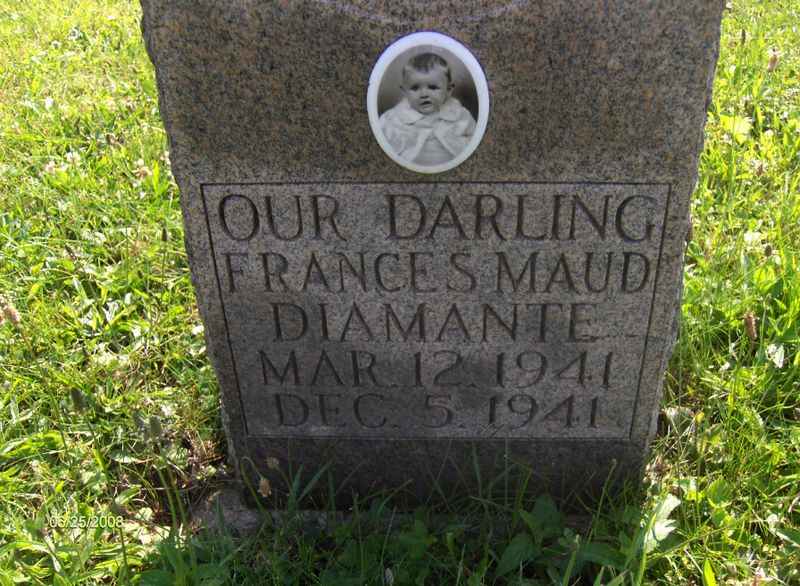 OUR DARLING
FRANCES MAUD
DIAMANTE
MAR. 12. 1941
DEC. 5. 1941
06/25/2008